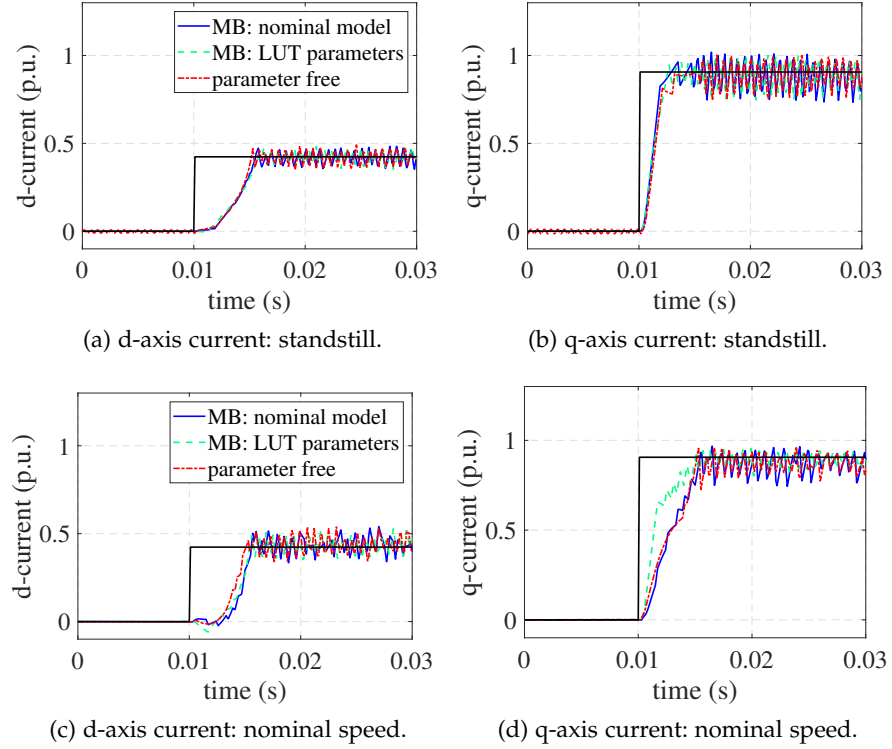 MB: nominal model
MB: LUT parameters
parameter free
d-current (p.u.)
1
0.5
0
0
0.01
0.02
0.03
time (s)
(a) d-axis current: standstill.
q-current (p.u.)
1
0.5
0
0
0.01
0.02
0.03
time (s)
(b) q-axis current: standstill.
MB: nominal model
MB: LUT parameters
parameter free
d-current (p.u.)
1
0.5
0
0
0.01
0.02
0.03
time (s)
(c) d-axis current: nominal speed.
q-current (p.u.)
1
0.5
0
0
0.01
0.02
0.03
time (s)
(d) q-axis current: nominal speed.